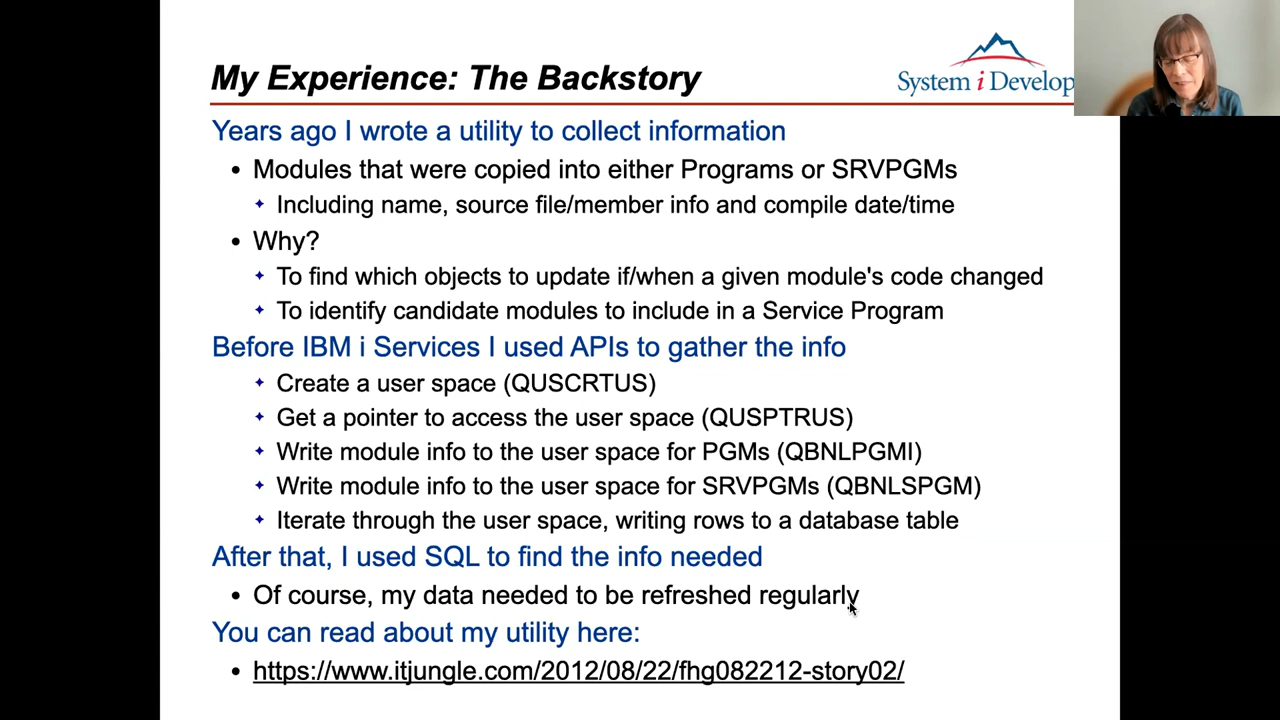 My Experience: The Backstory
System i Develop
Years ago I wrote a utility to collect information
• Modules that were copied into either Programs or SRVPGMs
✦ Including name, source file/member info and compile date/time
• Why?
✦ To find which objects to update if/when a given module's code changed
✦ To identify candidate modules to include in a Service Program
Before IBM i Services I used APIs to gather the info
✦ Create a user space (QUSCRTUS)
✦ Get a pointer to access the user space (QUSPTRUS)
✦ Write module info to the user space for PGMs (QBNLPGMI)
✦ Write module info to the user space for SRVPGMs (QBNLSPGM)
✦ Iterate through the user space, writing rows to a database table
After that, I used SQL to find the info needed
• Of course, my data needed to be refreshed regularly
You can read about my utility here:
• https://www.itjungle.com/2012/08/22/fhg082212-story02/